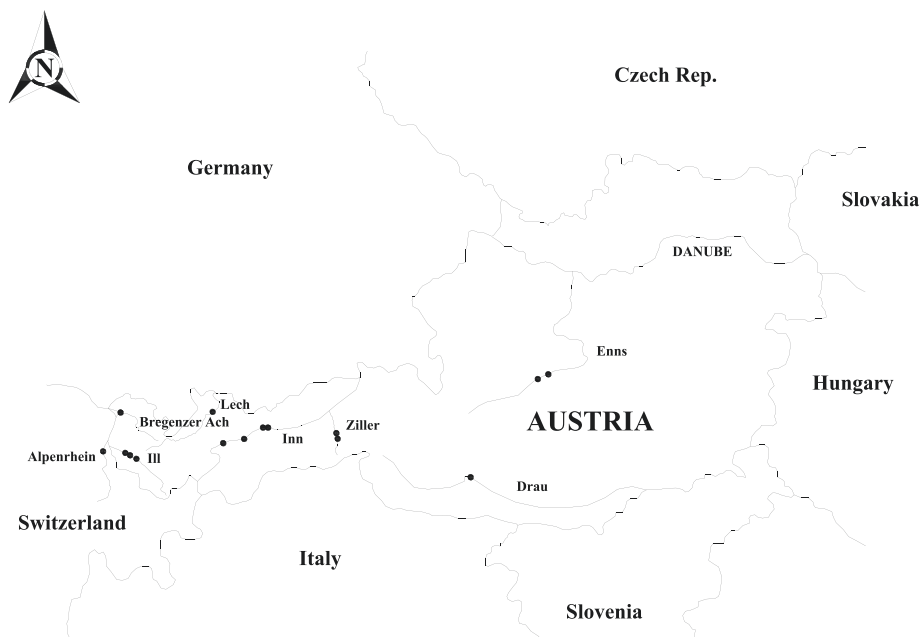 N
Czech Rep.
Germany
Slovakia
DANUBE
Enns
Hungary
Lech
Bregenzer Ach
AUSTRIA
Ziller
Inn
Alpenrhein
Ill
Drau
Switzerland
Italy
Slovenia